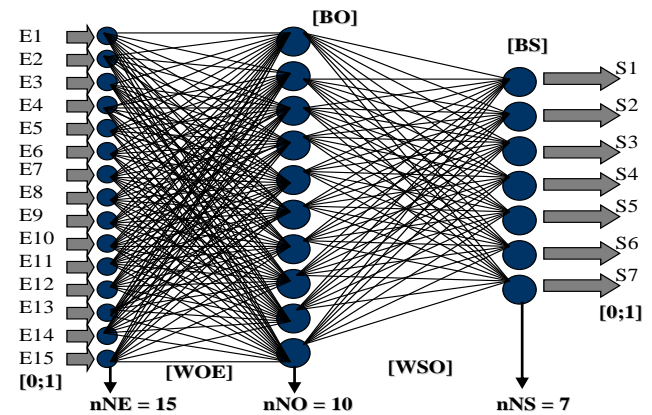 [BO]
[BS]
E1
E2
E3
E4
E5
E6
E7
E8
E9
E10
E11
E12
E13
E14
E15
S1
S2
S3
S4
S5
S6
S7
[0;1]
[0;1]
[WOE]
[WSO]
nNE = 15
nNO = 10
nNS = 7